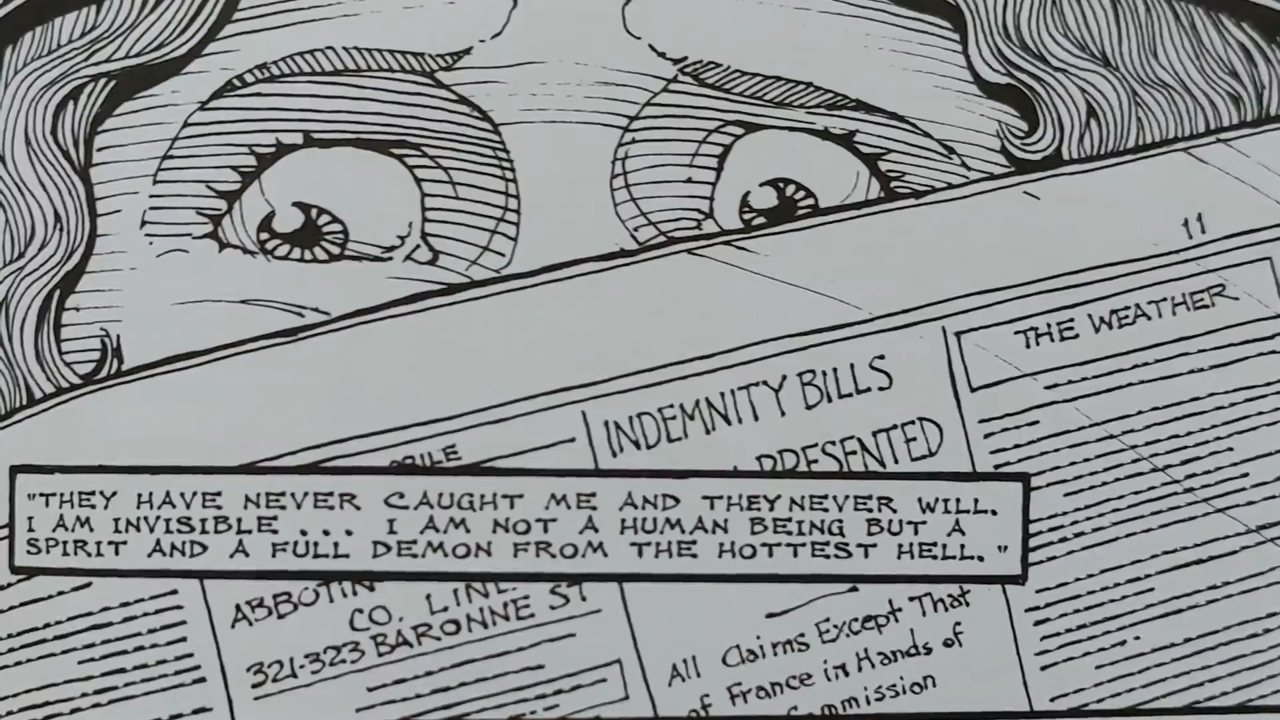 11
THE WEATHER
INDEMNITY BILLS
PRESENTED
"THEY HAVE NEVER CAUGHT ME AND THEY NEVER WILL.
I AM INVISIBLE ... I AM NOT A HUMAN BEING BUT A
SPIRIT AND A FULL DEMON FROM THE HOTTEST HELL."
CO. LINE.
321-323 BARONNE ST
All Claims Except That
of France in Hands of